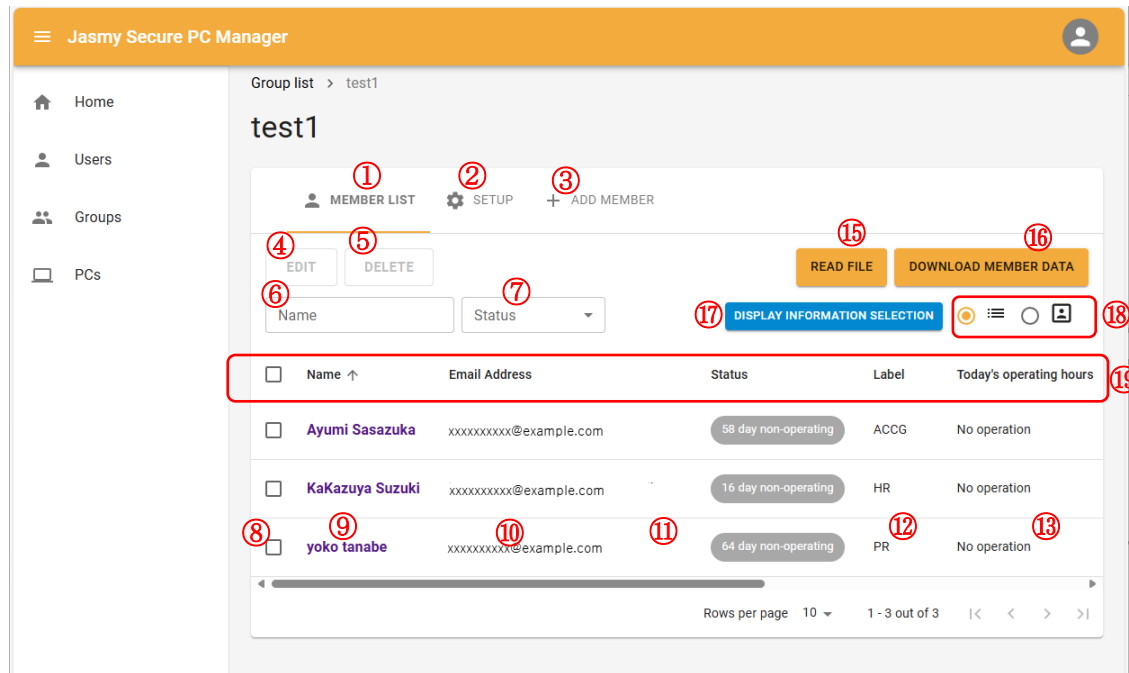 Jasmy Secure PC Manager
Home
Users
Groups
PCs
Group list > test1
test1
① ② ③
MEMBER LIST SETUP + ADD MEMBER
④ ⑤ ⑮ ⑯
EDIT DELETE READ FILE DOWNLOAD MEMBER DATA
⑥ ⑦ ⑰ ⑱
Name Status DISPLAY INFORMATION SELECTION
Name ↑ Email Address Status Label Today's operating hours ⑲
Ayumi Sasazuka xxxxxxxxxx@example.com 58 day non-operating ACCG No operation
KaKazuya Suzuki xxxxxxxxxx@example.com 16 day non-operating HR No operation
⑧ ⑨ ⑩ ⑪ ⑫ ⑬
yoko tanabe xxxxxxxxxx@example.com 64 day non-operating PR No operation
Rows per page 10 1 - 3 out of 3